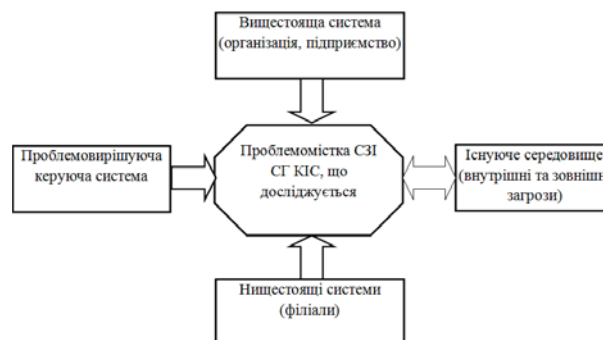 Вищестояща система
(організація, підприємство)
Проблемовирішуюча
керуюча система
Проблемомістка СЗІ
СГ КІС, що
досліджується
Існуюче середовище
(внутрішні та зовнішн
загрози)
Нищестоящі системи
(філіали)